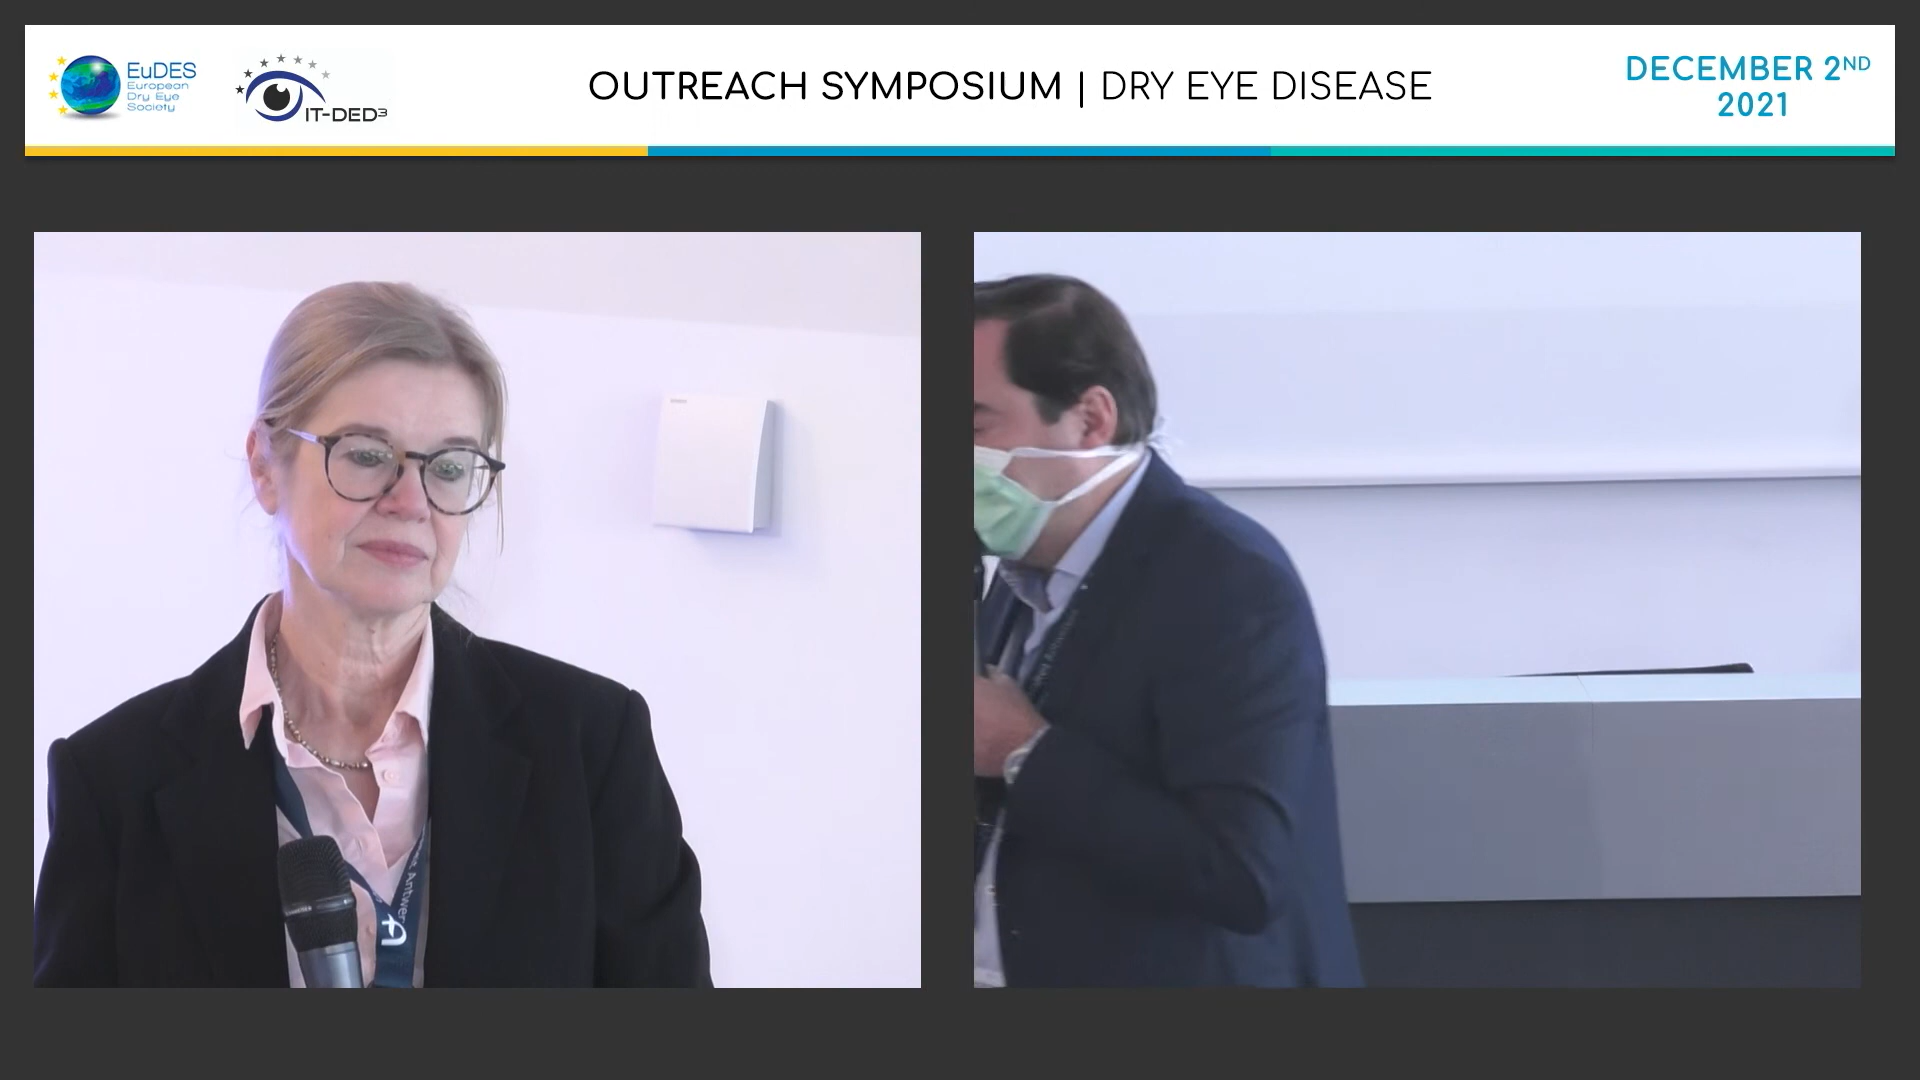 EuDES
European
Dry Eye
Society
IT-DED³
OUTREACH SYMPOSIUM | DRY EYE DISEASE
DECEMBER 2ND
2021